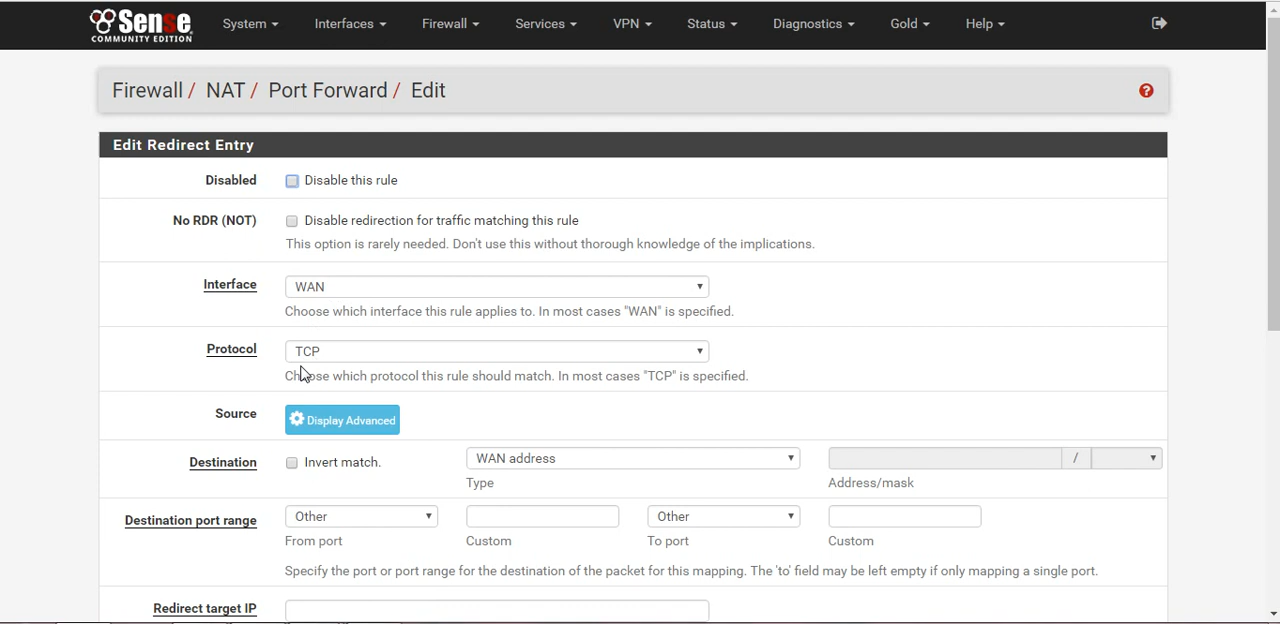 Sense
COMMUNITY EDITION
System Interfaces Firewall Services VPN Status Diagnostics Gold Help
Firewall / NAT / Port Forward / Edit
Edit Redirect Entry
Disabled Disable this rule
No RDR (NOT) Disable redirection for traffic matching this rule
This option is rarely needed. Don't use this without thorough knowledge of the implications.
Interface WAN
Choose which interface this rule applies to. In most cases "WAN" is specified.
Protocol TCP
Choose which protocol this rule should match. In most cases "TCP" is specified.
Source Display Advanced
Destination Invert match. WAN address /
Type Address/mask
Destination port range Other Other
From port Custom To port Custom
Specify the port or port range for the destination of the packet for this mapping. The 'to' field may be left empty if only mapping a single port.
Redirect target IP